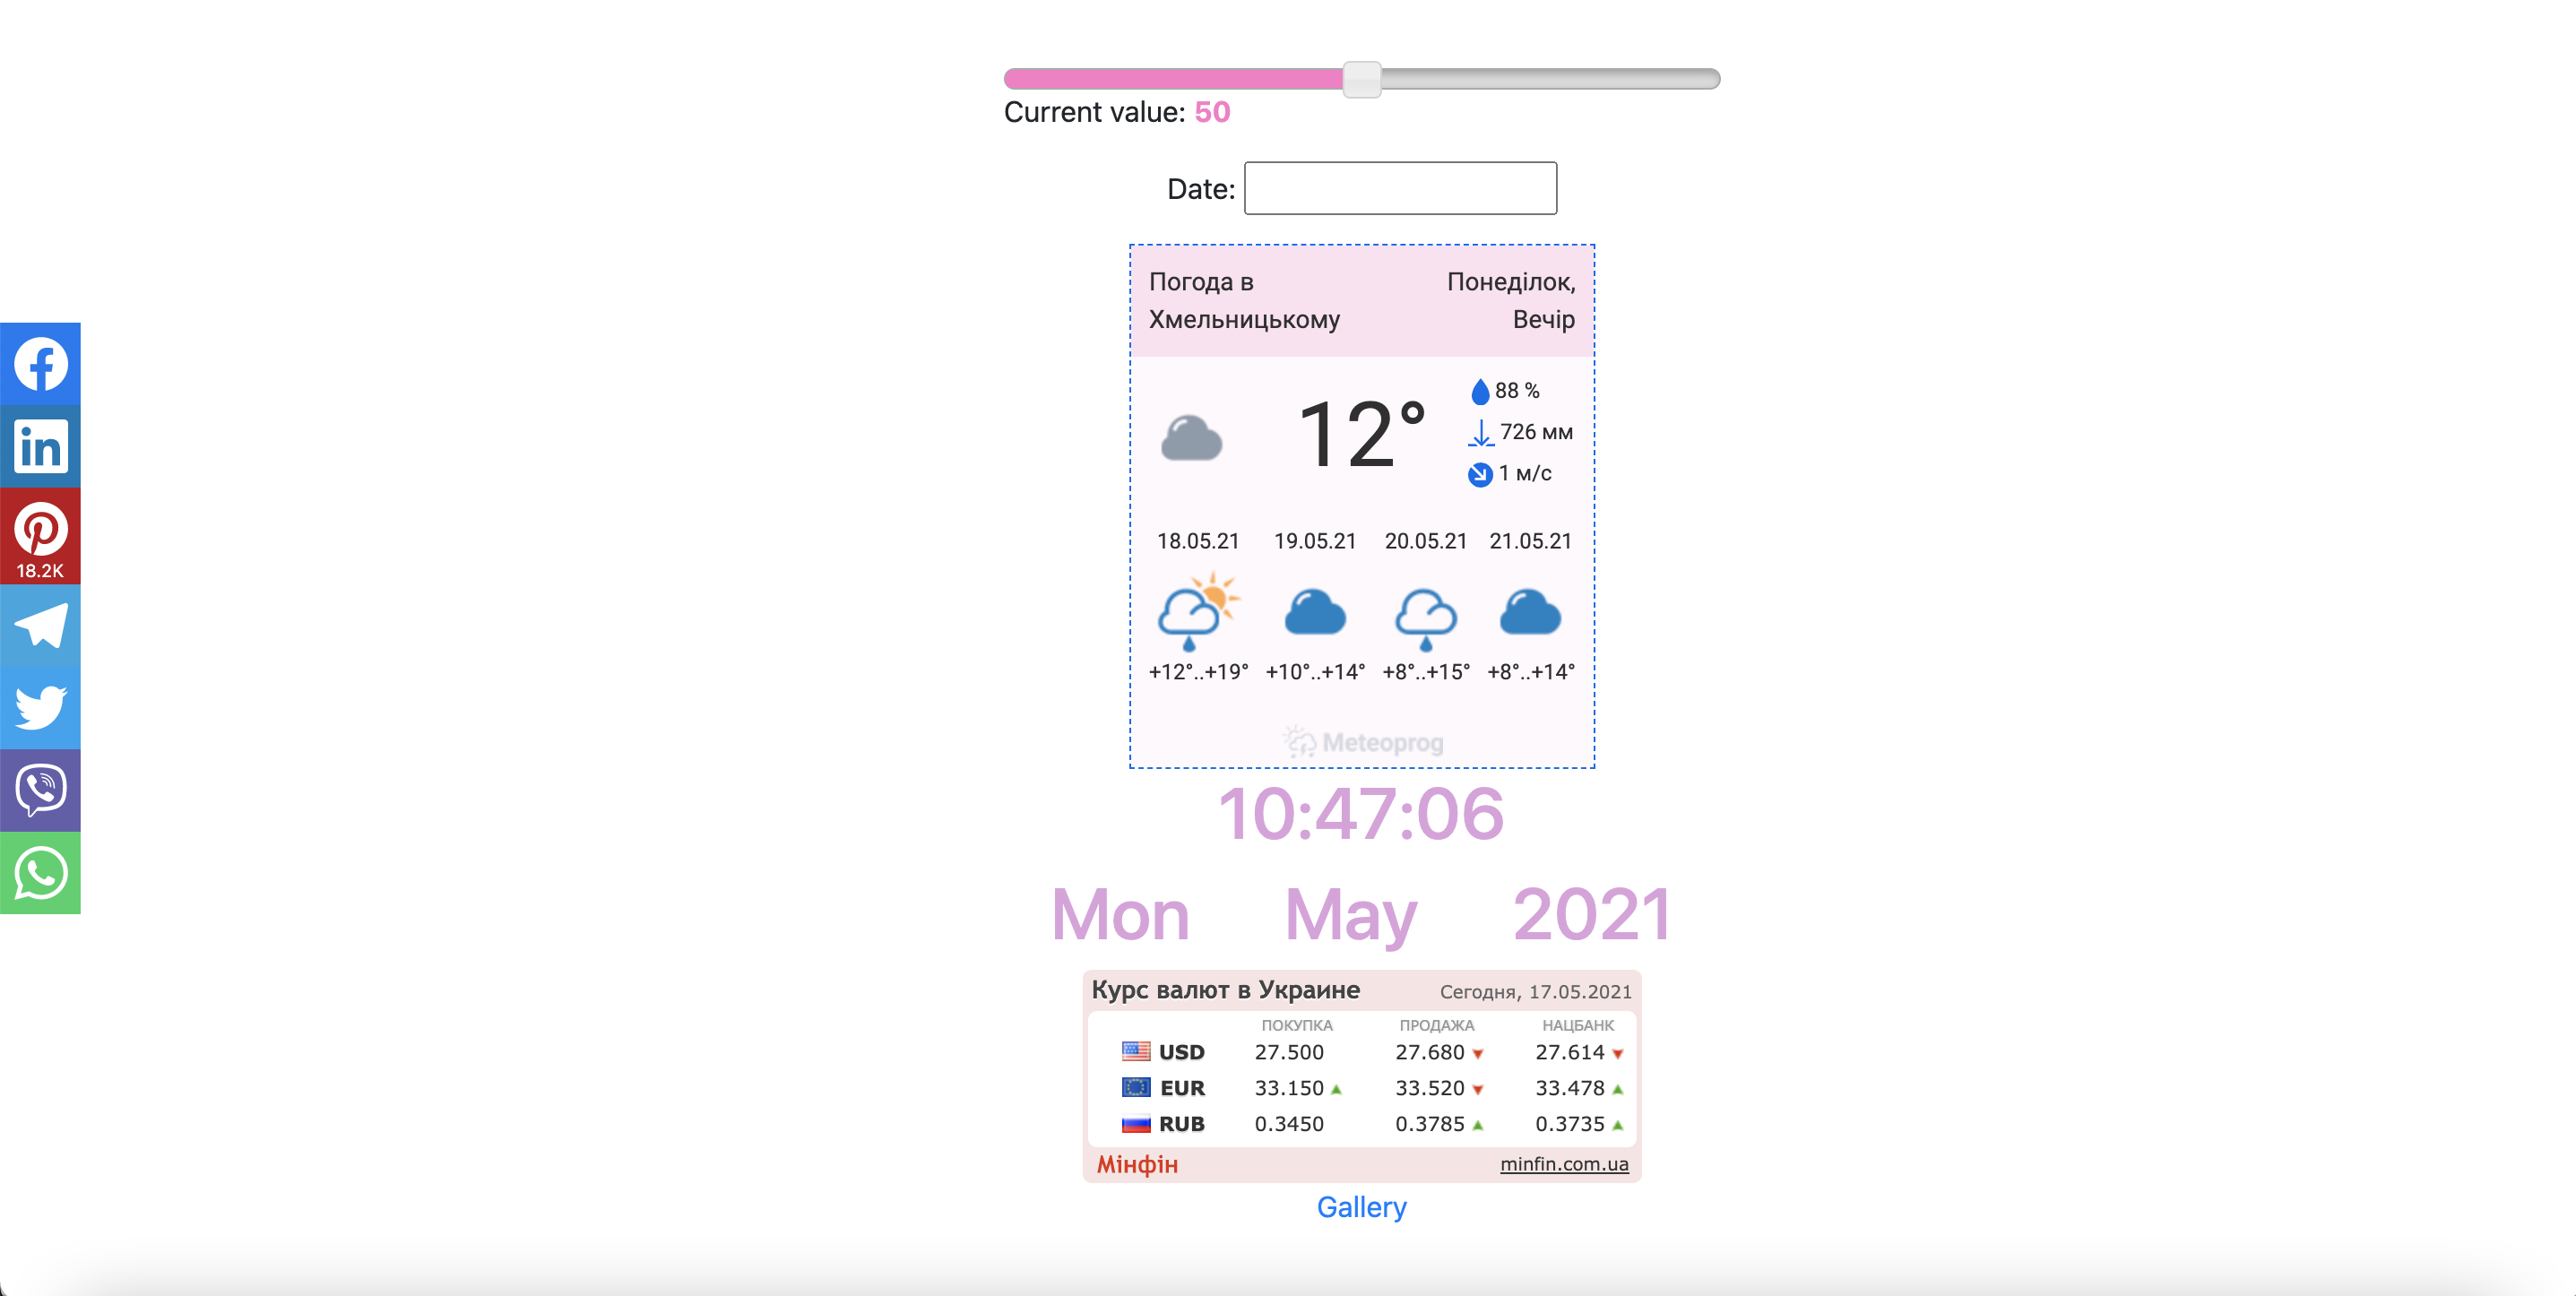 Current value: 50
Date:
Погода в Хмельницькому
Понеділок, Вечір
12°
88 %
726 мм
1 м/с
18.05.21 19.05.21 20.05.21 21.05.21
+12°..+19° +10°..+14° +8°..+15° +8°..+14°
Meteoprog
18.2K
10:47:06
Mon May 2021
Курс валют в Украине Сегодня, 17.05.2021
ПОКУПКА ПРОДАЖА НАЦБАНК
USD 27.500 27.680 27.614
EUR 33.150 33.520 33.478
RUB 0.3450 0.3785 0.3735
Мінфін minfin.com.ua
Gallery